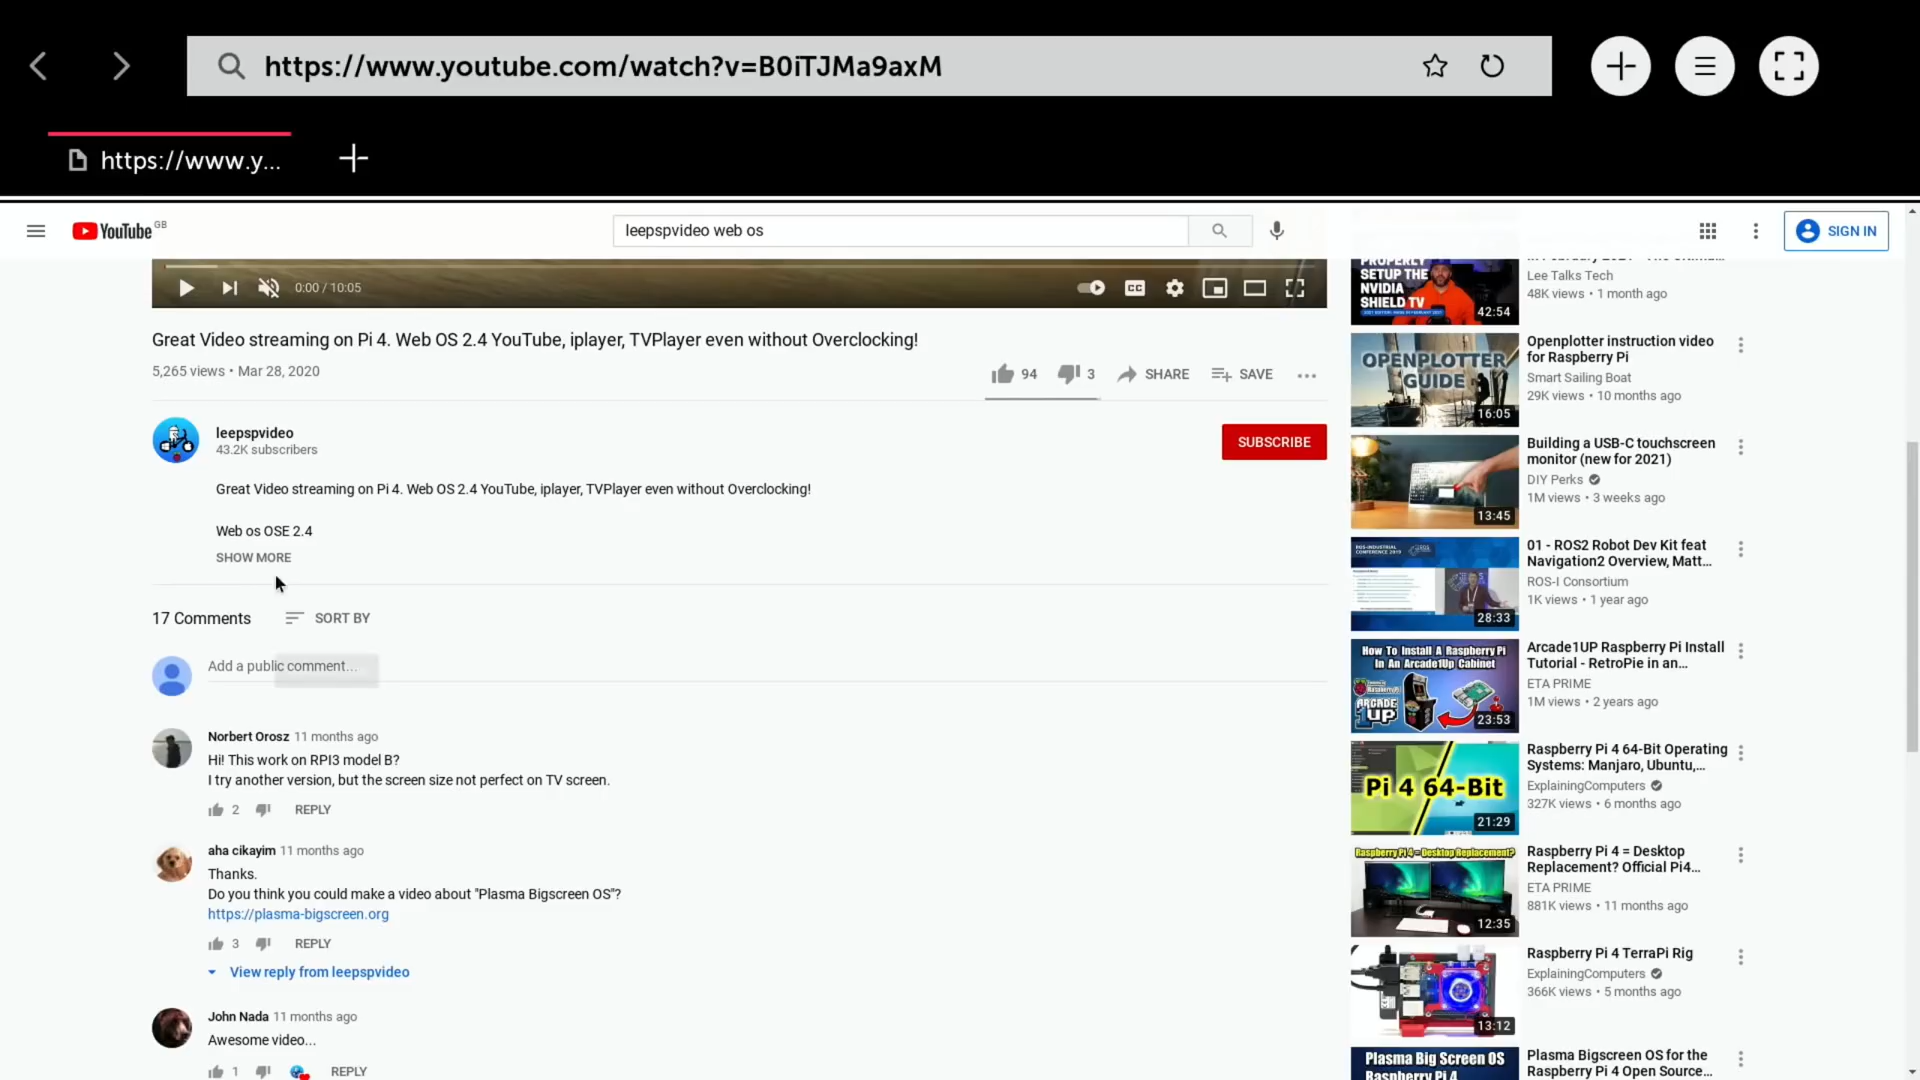 https://www.youtube.com/watch?v=B0iTJMa9axM
https://www.y...
YouTube GB
leepspvideo web os
SIGN IN
0:00 / 10:05
CC
Great Video streaming on Pi 4. Web OS 2.4 YouTube, iplayer, TVPlayer even without Overclocking!
5,265 views • Mar 28, 2020
94
3
SHARE
SAVE
leepspvideo
43.2K subscribers
SUBSCRIBE
Great Video streaming on Pi 4. Web OS 2.4 YouTube, iplayer, TVPlayer even without Overclocking!
Web os OSE 2.4
SHOW MORE
17 Comments
SORT BY
Add a public comment...
Norbert Orosz 11 months ago
Hi! This work on RPI3 model B?
I try another version, but the screen size not perfect on TV screen.
2
REPLY
aha cikayim 11 months ago
Thanks.
Do you think you could make a video about "Plasma Bigscreen OS"?
https://plasma-bigscreen.org
3
REPLY
View reply from leepspvideo
John Nada 11 months ago
Awesome video...
1
REPLY
PROPERLY
SETUP THE
NVIDIA
SHIELD TV
42:54
Lee Talks Tech
48K views • 1 month ago
OPENPLOTTER
GUIDE
16:05
Openplotter instruction video
for Raspberry Pi
Smart Sailing Boat
29K views • 10 months ago
13:45
Building a USB-C touchscreen
monitor (new for 2021)
DIY Perks
1M views • 3 weeks ago
28:33
01 - ROS2 Robot Dev Kit feat
Navigation2 Overview, Matt...
ROS-I Consortium
1K views • 1 year ago
How To Install A Raspberry Pi
In An Arcade1Up Cabinet
ARCADE
1UP
23:53
Arcade1UP Raspberry Pi Install
Tutorial - RetroPie in an...
ETA PRIME
1M views • 2 years ago
Pi 4 64-Bit
21:29
Raspberry Pi 4 64-Bit Operating
Systems: Manjaro, Ubuntu,...
ExplainingComputers
327K views • 6 months ago
Raspberry Pi 4 = Desktop Replacement?
12:35
Raspberry Pi 4 = Desktop
Replacement? Official Pi4...
ETA PRIME
881K views • 11 months ago
13:12
Raspberry Pi 4 TerraPi Rig
ExplainingComputers
366K views • 5 months ago
Plasma Big Screen OS
Raspberry Pi 4
Plasma Bigscreen OS for the
Raspberry Pi 4 Open Source...